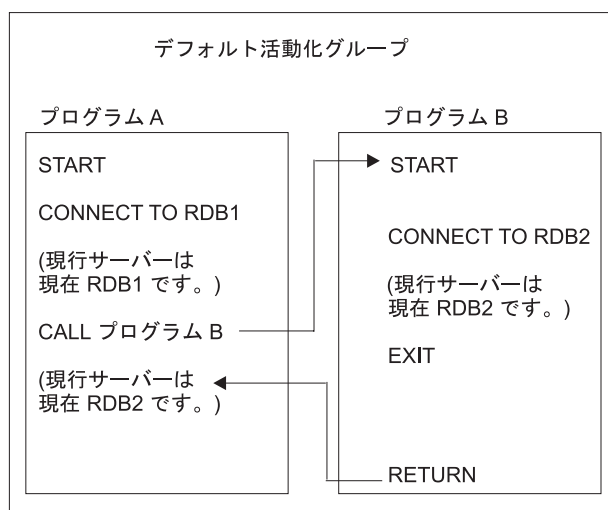 デフォルト活動化グループ
プログラム A
START
CONNECT TO RDB1
(現行サーバーは
現在 RDB1 です。)
CALL プログラム B
(現行サーバーは
現在 RDB2 です。)
プログラム B
START
CONNECT TO RDB2
(現行サーバーは
現在 RDB2 です。)
EXIT
RETURN